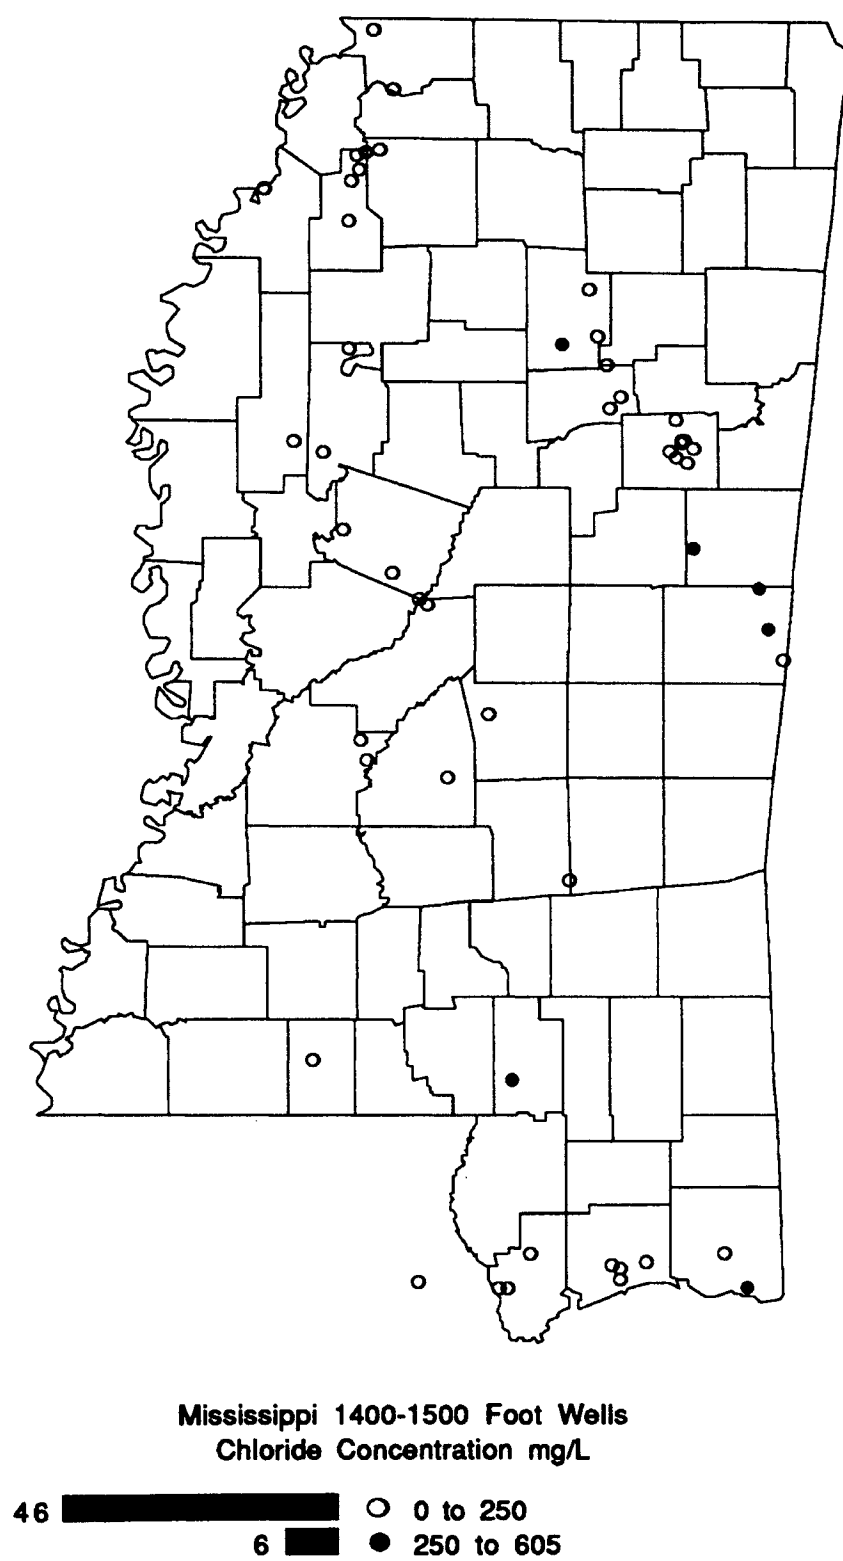 Mississippi 1400-1500 Foot Wells
Chloride Concentration mg/L
46 0 to 250
6 250 to 605